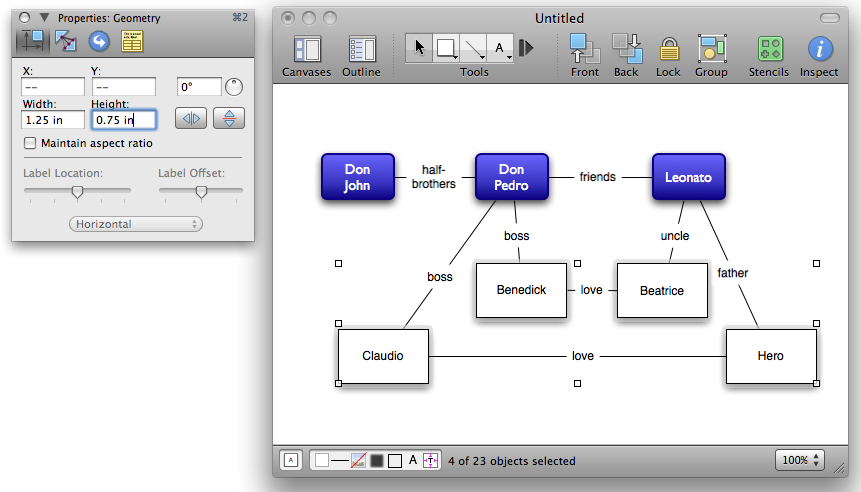 Properties: Geometry
⌘2
X:
Y:
--
--
0°
Width:
Height:
1.25 in
0.75 in
Maintain aspect ratio
Label Location:
Label Offset:
Horizontal
Untitled
Canvases
Outline
A
Tools
Front
Back
Lock
Group
Stencils
Inspect
i
Don
John
half-
brothers
Don
Pedro
friends
Leonato
boss
uncle
boss
father
Benedick
love
Beatrice
Claudio
love
Hero
A
A
T
4 of 23 objects selected
100%